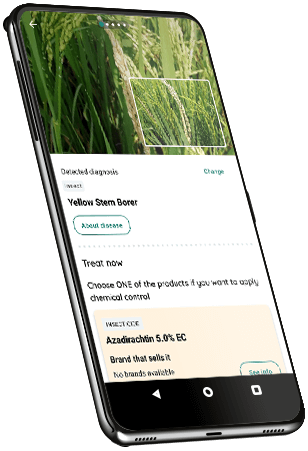 Detected diagnosis
Change
Insect
Yellow Stem Borer
About disease
Treat now
Choose ONE of the products if you want to apply
chemical control
INSECTICIDE
Azadirachtin 5.0% EC
Brand that sells it
No brands available
See info